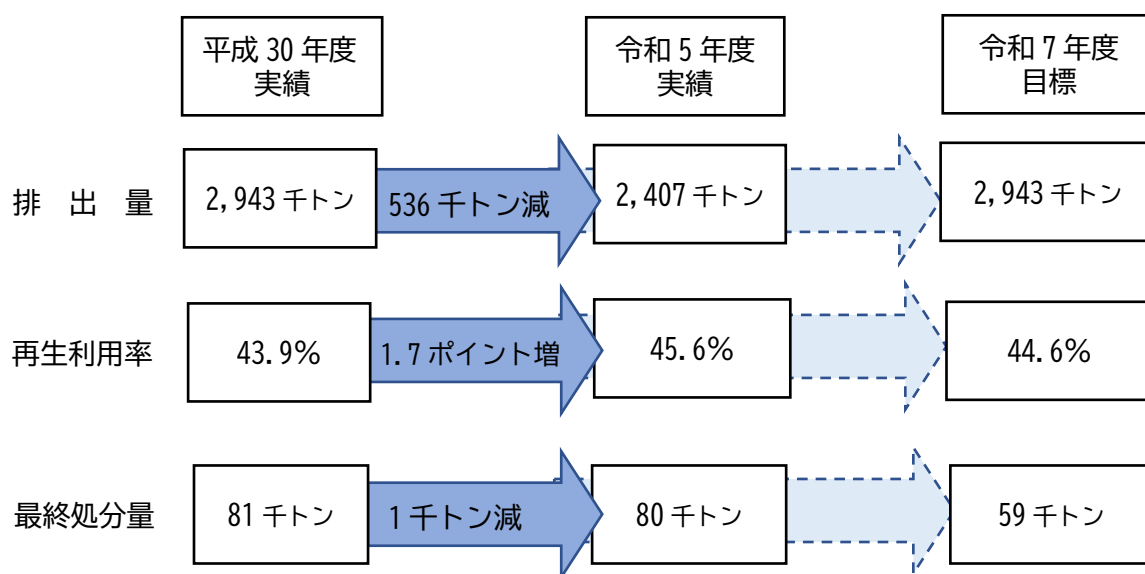 平成 30 年度
実績
令和 5 年度
実績
令和 7 年度
目標
排 出 量
2,943 千トン
536 千トン減
2,407 千トン
2,943 千トン
再生利用率
43.9%
1.7 ポイント増
45.6%
44.6%
最終処分量
81 千トン
1 千トン減
80 千トン
59 千トン